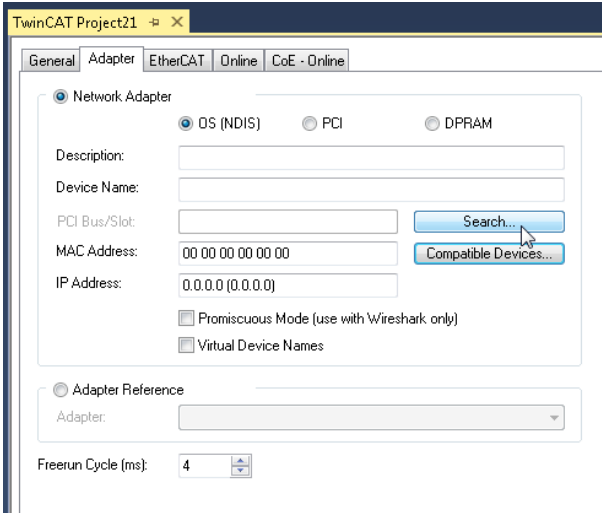 TwinCAT Project21
General Adapter EtherCAT Online CoE - Online
Network Adapter
OS (NDIS) PCI DPRAM
Description:
Device Name:
PCI Bus/Slot: Search...
MAC Address: 00 00 00 00 00 00 Compatible Devices...
IP Address: 0.0.0.0 (0.0.0.0)
Promiscuous Mode (use with Wireshark only)
Virtual Device Names
Adapter Reference
Adapter:
Freerun Cycle (ms): 4